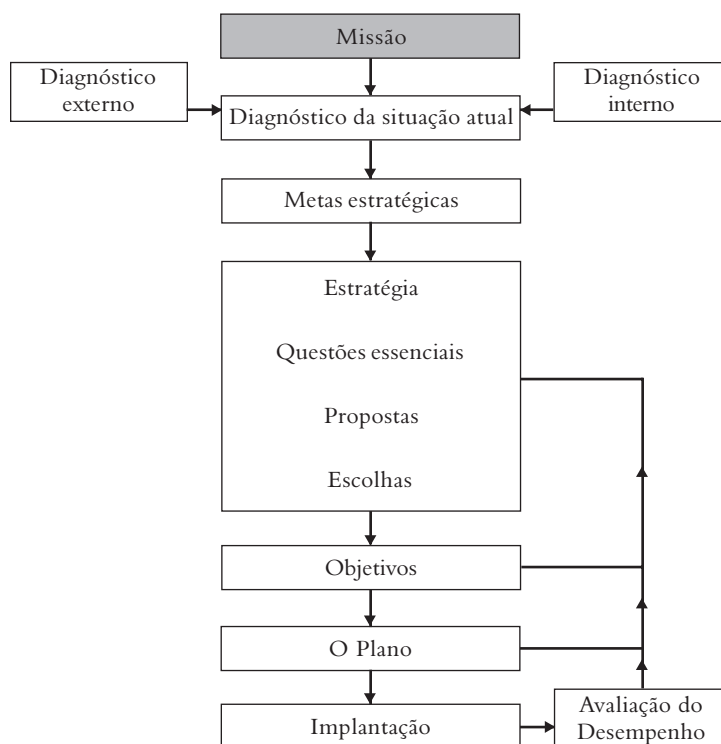 Missão
Diagnóstico
externo
Diagnóstico
interno
Diagnóstico da situação atual
Metas estratégicas
Estratégia
Questões essenciais
Propostas
Escolhas
Objetivos
O Plano
Implantação
Avaliação do
Desempenho